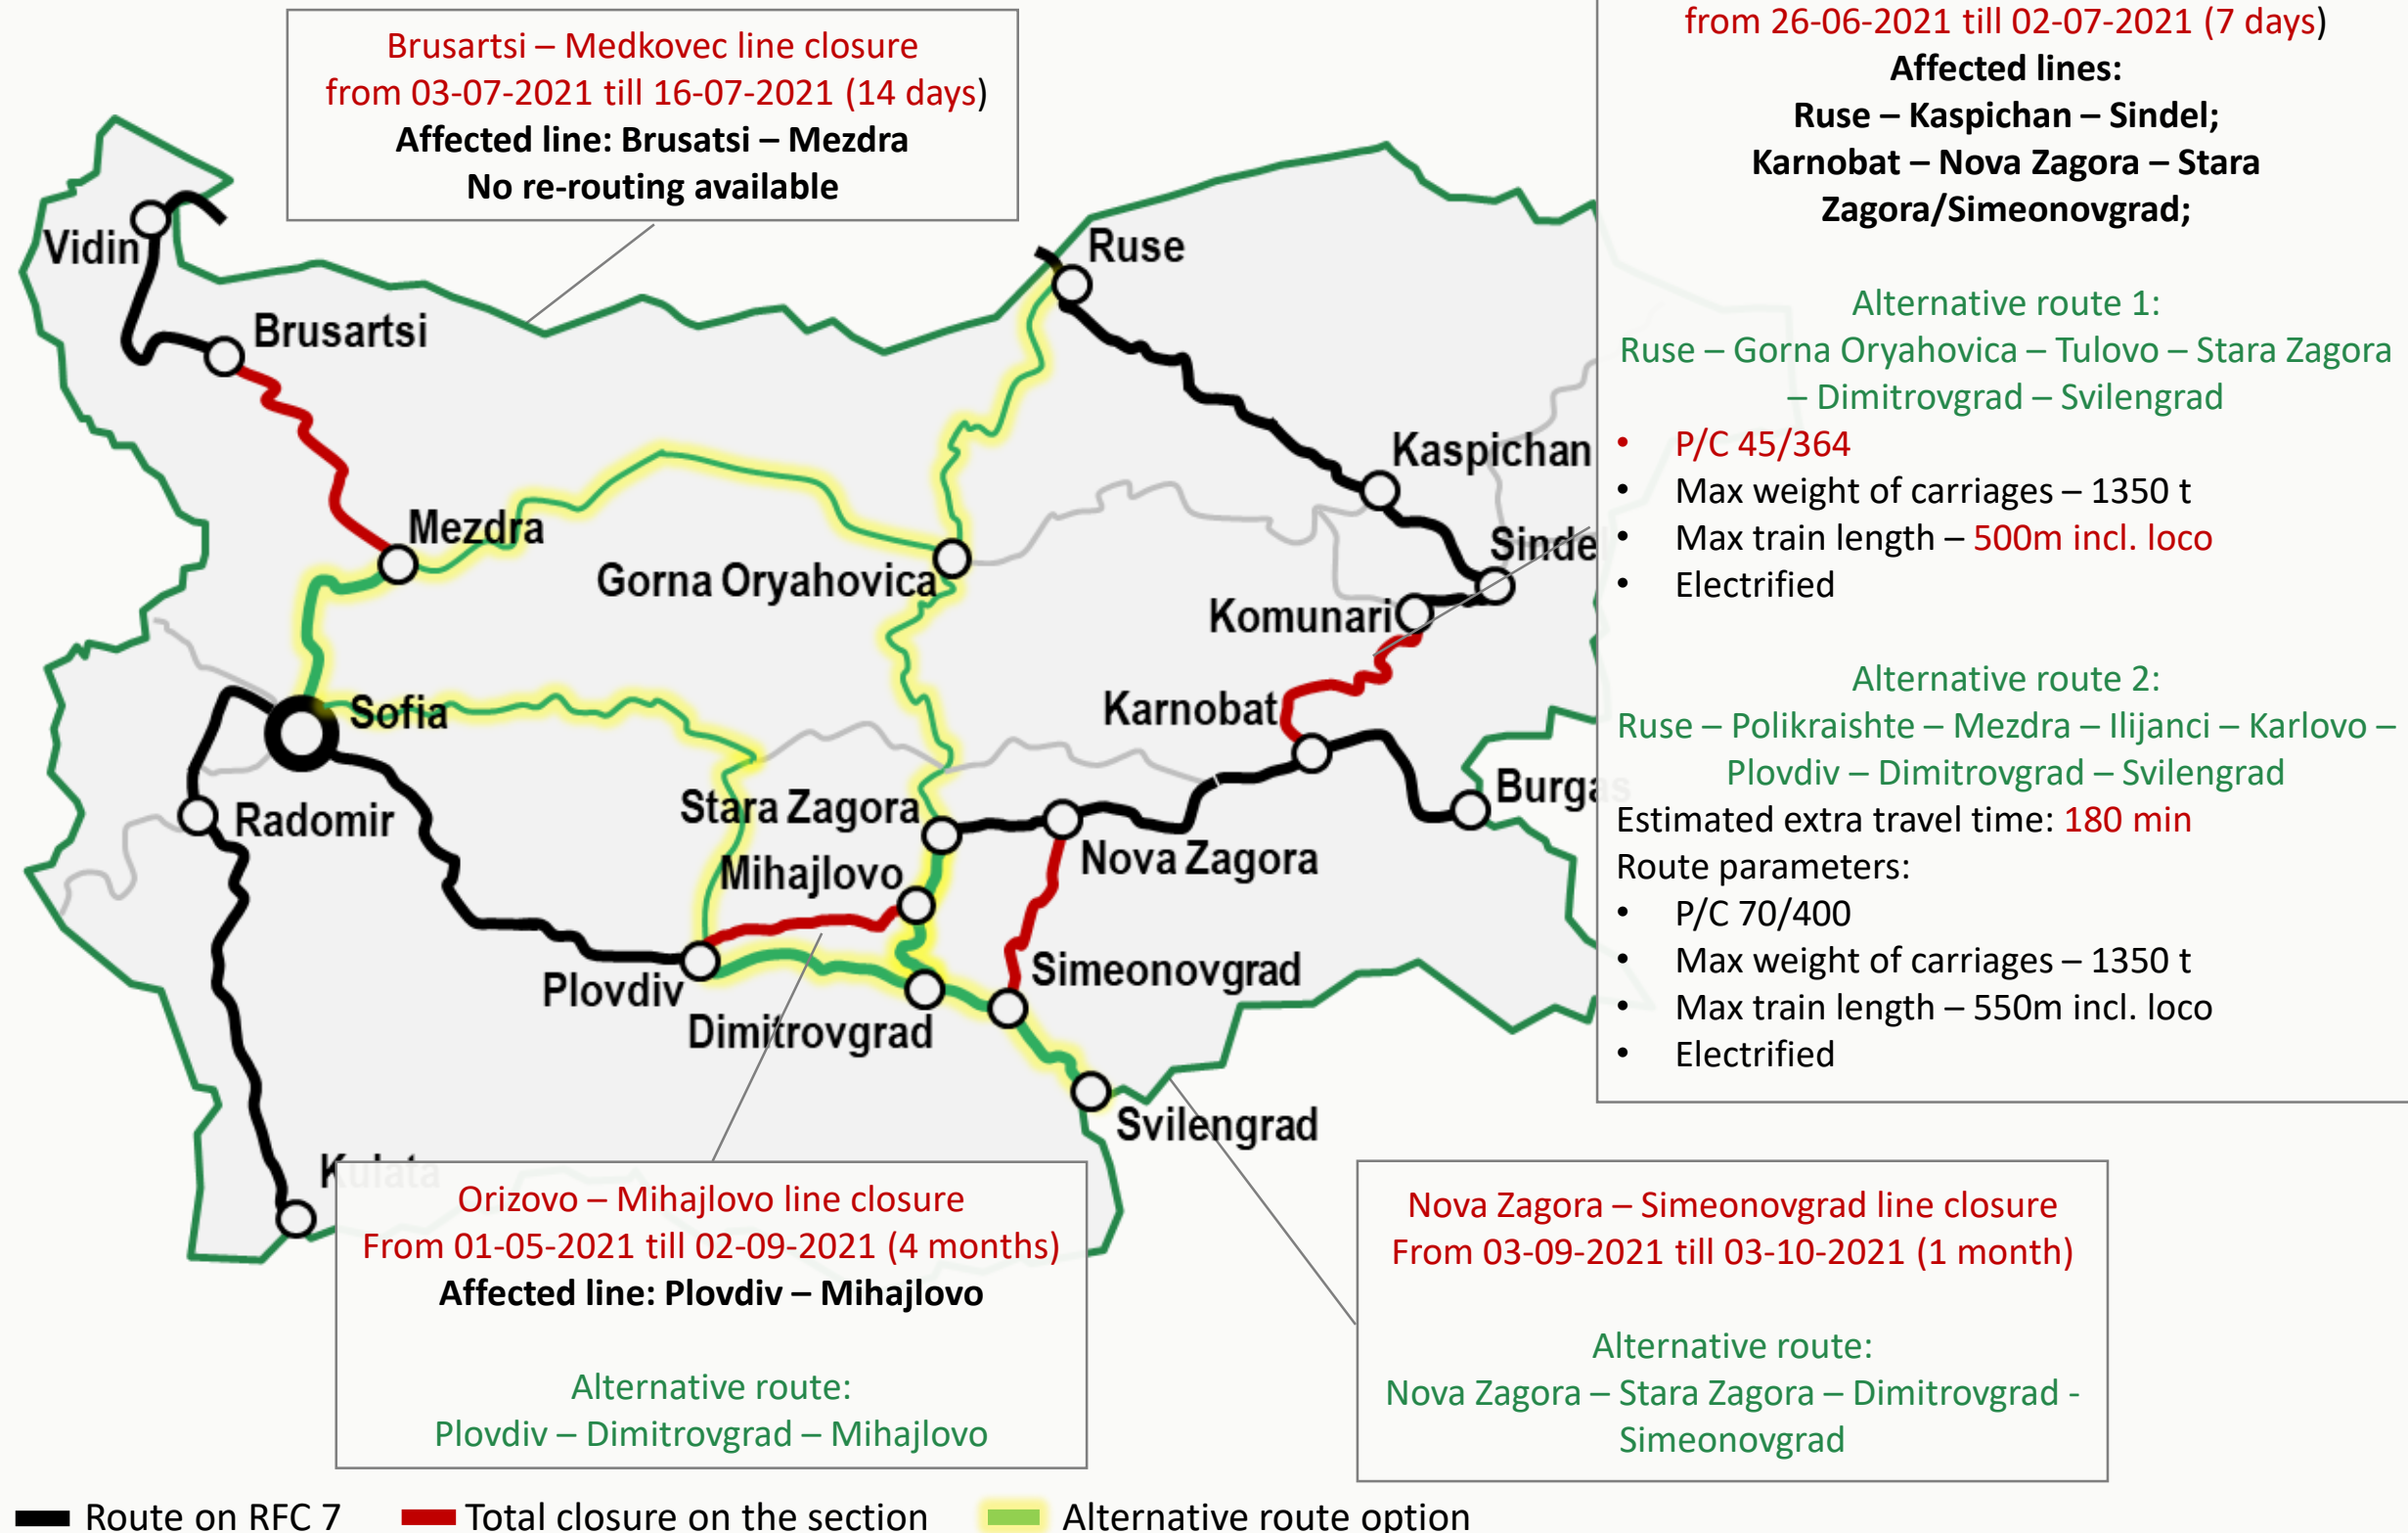 Brusartsi – Medkovec line closure
from 03-07-2021 till 16-07-2021 (14 days)
Affected line: Brusatsi – Mezdra
No re-routing available
from 26-06-2021 till 02-07-2021 (7 days)
Affected lines:
Ruse – Kaspichan – Sindel;
Karnobat – Nova Zagora – Stara
Zagora/Simeonovgrad;
Alternative route 1:
Ruse – Gorna Oryahovica – Tulovo – Stara Zagora
– Dimitrovgrad – Svilengrad
• P/C 45/364
• Max weight of carriages – 1350 t
• Max train length – 500m incl. loco
• Electrified
Alternative route 2:
Ruse – Polikraishte – Mezdra – Ilijanci – Karlovo –
Plovdiv – Dimitrovgrad – Svilengrad
Estimated extra travel time: 180 min
Route parameters:
• P/C 70/400
• Max weight of carriages – 1350 t
• Max train length – 550m incl. loco
• Electrified
Vidin
Ruse
Brusartsi
Kaspichan
Mezdra
Sinde
Gorna Oryahovica
Komunari
Karnobat
Sofia
Burgas
Stara Zagora
Radomir
Nova Zagora
Mihajlovo
Simeonovgrad
Plovdiv
Dimitrovgrad
Svilengrad
Kulata
Orizovo – Mihajlovo line closure
From 01-05-2021 till 02-09-2021 (4 months)
Affected line: Plovdiv – Mihajlovo
Alternative route:
Plovdiv – Dimitrovgrad – Mihajlovo
Nova Zagora – Simeonovgrad line closure
From 03-09-2021 till 03-10-2021 (1 month)
Alternative route:
Nova Zagora – Stara Zagora – Dimitrovgrad -
Simeonovgrad
Route on RFC 7
Total closure on the section
Alternative route option